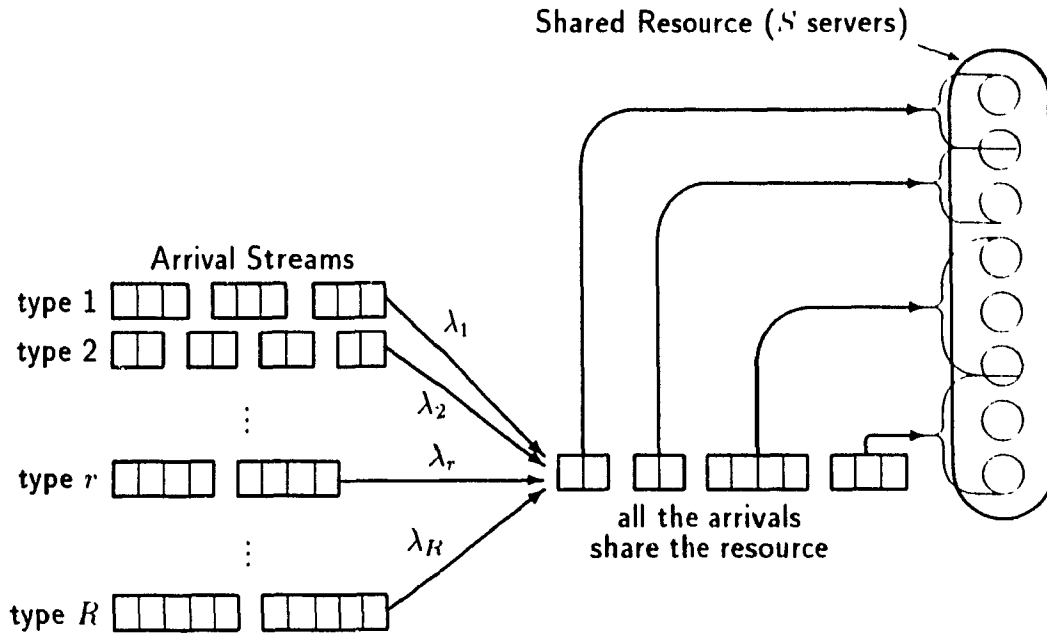 Shared Resource (S servers)
Arrival Streams
type 1
λ1
type 2
λ2
⋮
type r
λr
all the arrivals
share the resource
⋮
λR
type R